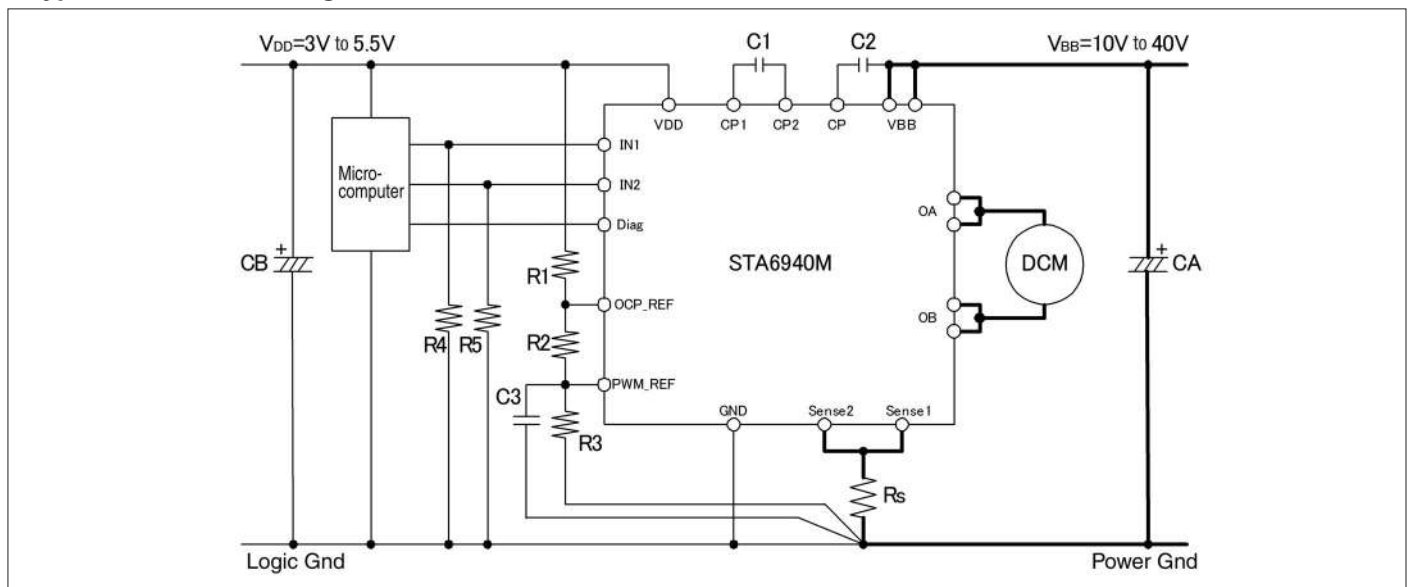 VDD=3V to 5.5V
C1
C2
VBB=10V to 40V
VDD
CP1
CP2
CP
VBB
IN1
Micro-
computer
IN2
Diag
OA
CB
+
R1
STA6940M
DCM
+
CA
OCP_REF
OB
R4
R5
R2
PWM_REF
C3
GND
Sense2
Sense1
R3
Rs
Logic Gnd
Power Gnd